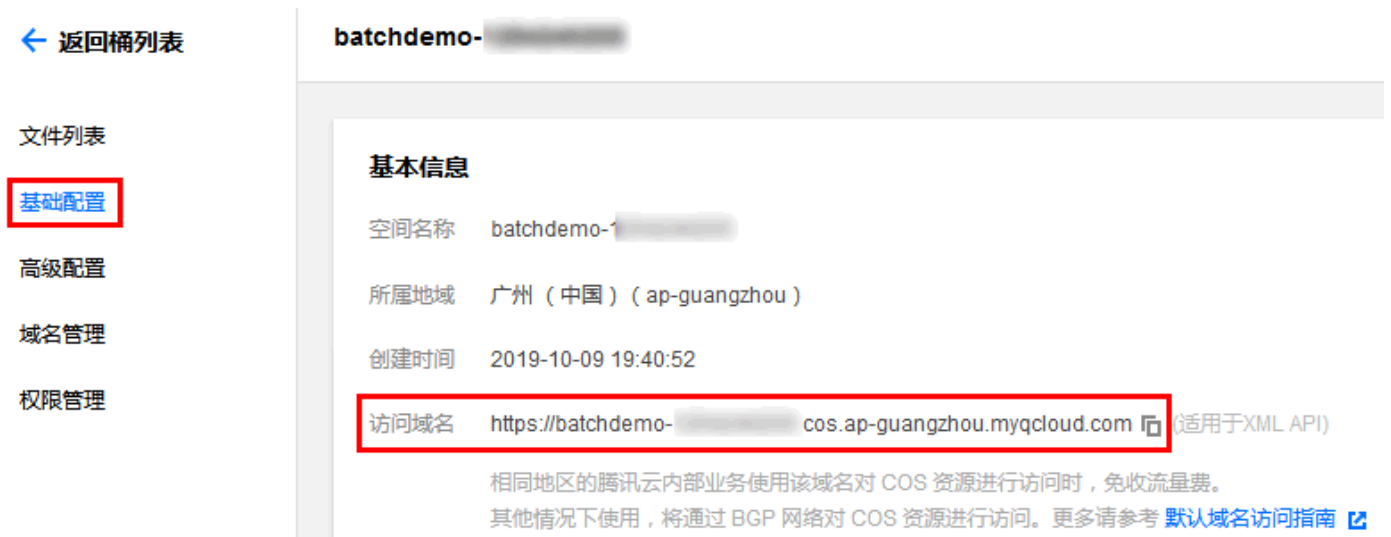 返回桶列表
batchdemo-
文件列表
基础配置
高级配置
域名管理
权限管理
基本信息
空间名称 batchdemo-1
所属地域 广州（中国）（ap-guangzhou）
创建时间 2019-10-09 19:40:52
访问域名 https://batchdemo- cos.ap-guangzhou.myqcloud.com (适用于XML API)
相同地区的腾讯云内部业务使用该域名对 COS 资源进行访问时，免收流量费。
其他情况下使用，将通过 BGP 网络对 COS 资源进行访问。更多请参考 默认域名访问指南